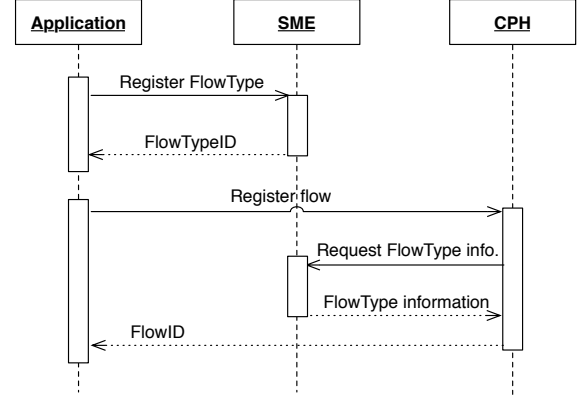 Application
SME
CPH
Register FlowType
FlowTypeID
Register flow
Request FlowType info.
FlowType information
FlowID